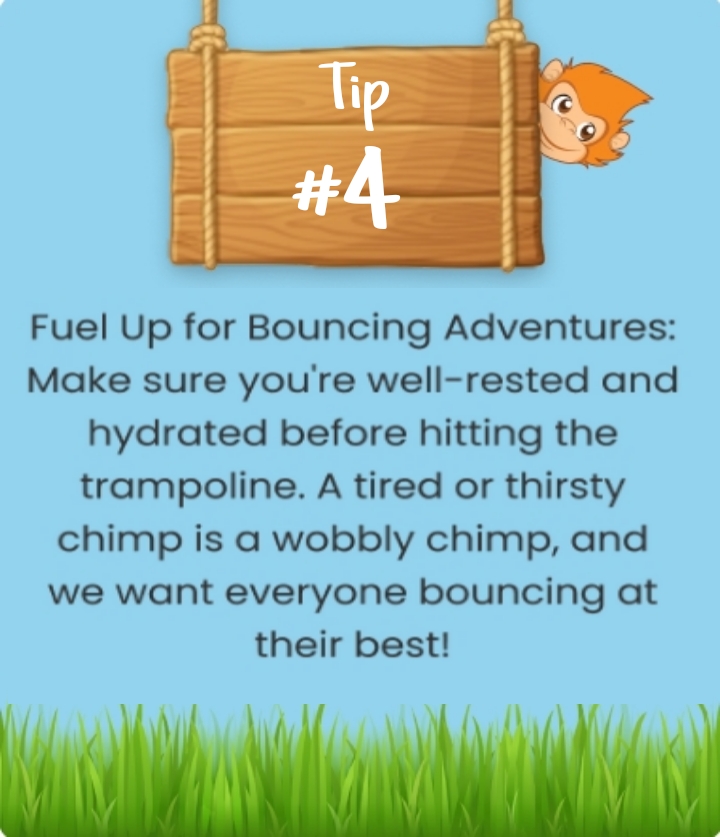 Tip
#4
Fuel Up for Bouncing Adventures:
Make sure you're well-rested and
hydrated before hitting the
trampoline. A tired or thirsty
chimp is a wobbly chimp, and
we want everyone bouncing at
their best!